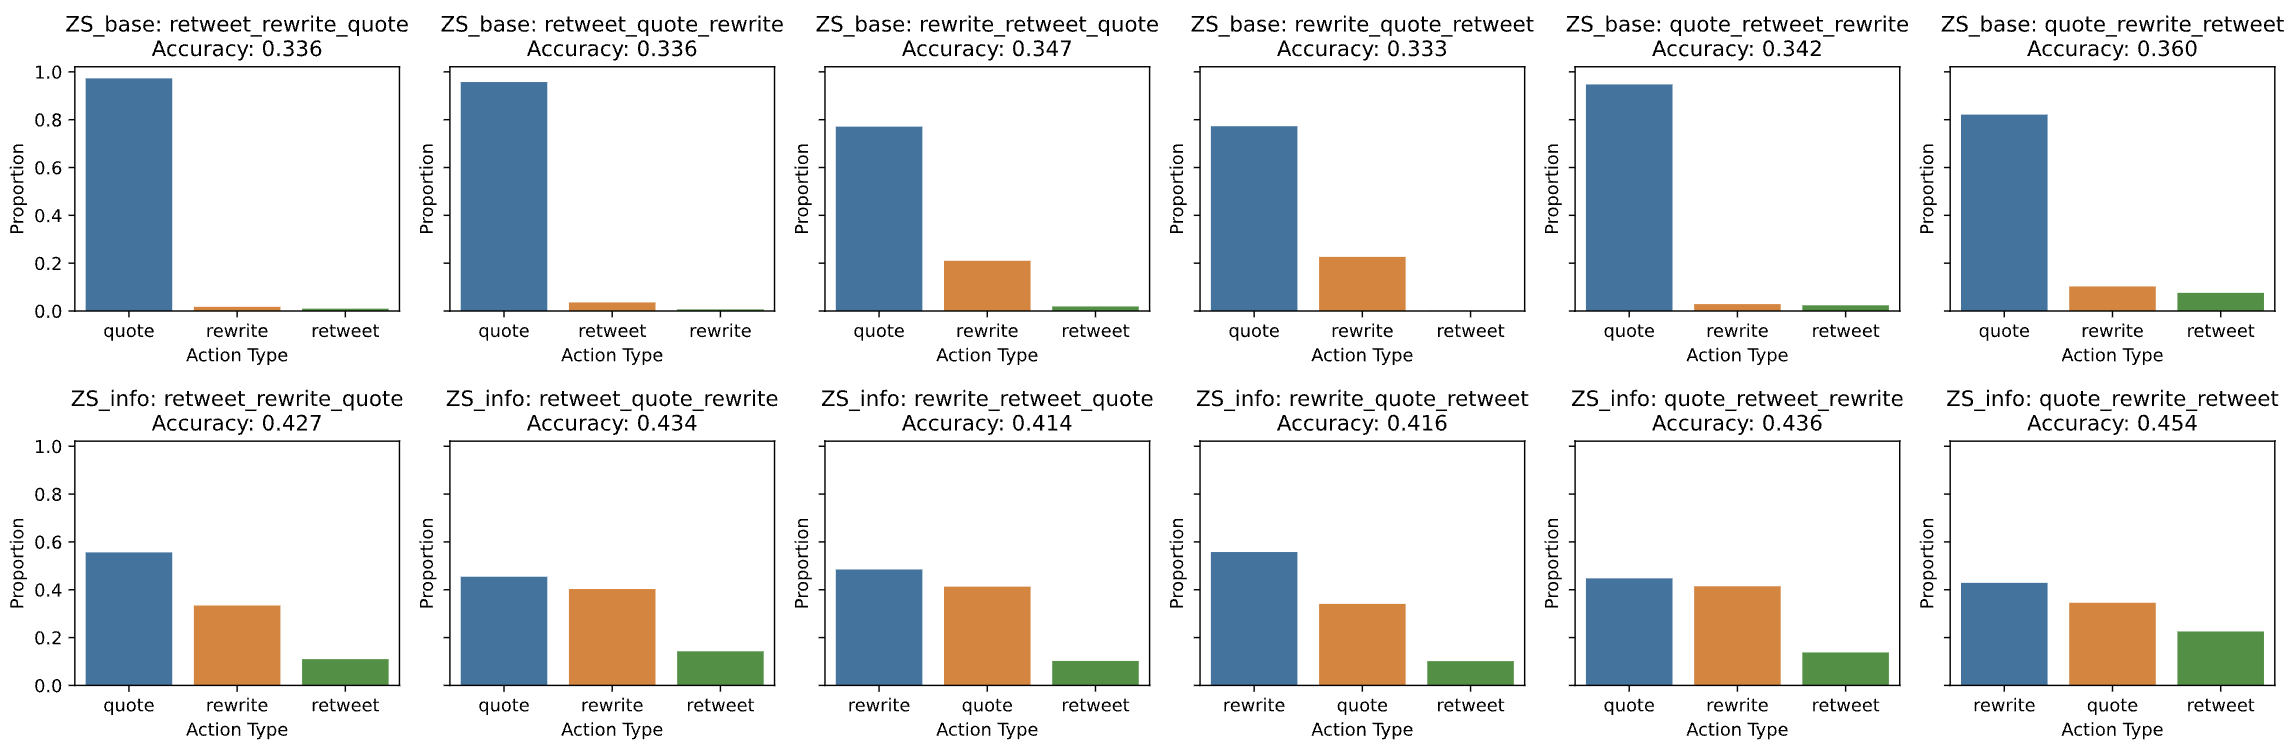 ZS_base: retweet_rewrite_quote
Accuracy: 0.336
1.0
0.8
0.6
0.4
0.2
0.0
Proportion
quote rewrite retweet
Action Type
ZS_base: retweet_quote_rewrite
Accuracy: 0.336
Proportion
quote retweet rewrite
Action Type
ZS_base: rewrite_retweet_quote
Accuracy: 0.347
Proportion
quote rewrite retweet
Action Type
ZS_base: rewrite_quote_retweet
Accuracy: 0.333
Proportion
quote rewrite retweet
Action Type
ZS_base: quote_retweet_rewrite
Accuracy: 0.342
Proportion
quote rewrite retweet
Action Type
ZS_base: quote_rewrite_retweet
Accuracy: 0.360
Proportion
quote rewrite retweet
Action Type
ZS_info: retweet_rewrite_quote
Accuracy: 0.427
1.0
0.8
0.6
0.4
0.2
0.0
Proportion
quote rewrite retweet
Action Type
ZS_info: retweet_quote_rewrite
Accuracy: 0.434
Proportion
quote rewrite retweet
Action Type
ZS_info: rewrite_retweet_quote
Accuracy: 0.414
Proportion
rewrite quote retweet
Action Type
ZS_info: rewrite_quote_retweet
Accuracy: 0.416
Proportion
rewrite quote retweet
Action Type
ZS_info: quote_retweet_rewrite
Accuracy: 0.436
Proportion
quote rewrite retweet
Action Type
ZS_info: quote_rewrite_retweet
Accuracy: 0.454
Proportion
rewrite quote retweet
Action Type